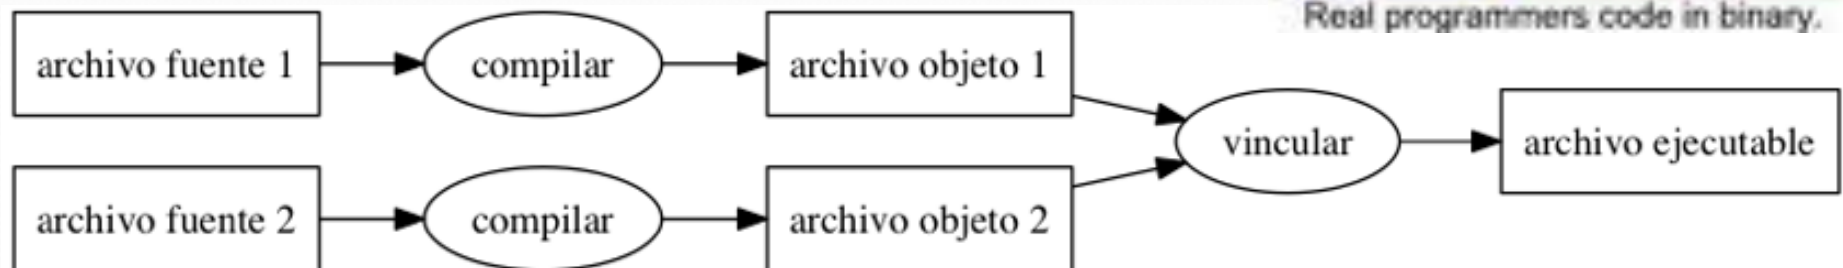 Real programmers code in binary.
archivo fuente 1
compilar
archivo objeto 1
vincular
archivo ejecutable
archivo fuente 2
compilar
archivo objeto 2